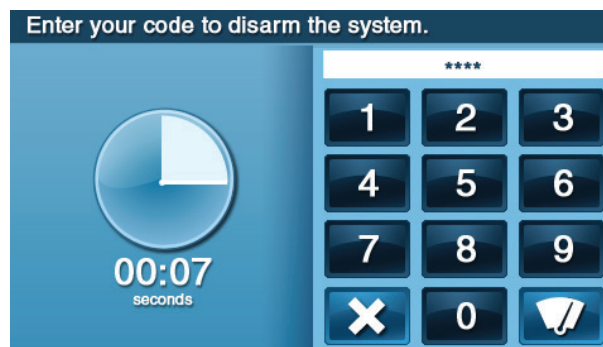 Enter your code to disarm the system.
****
1 2 3
4 5 6
7 8 9
0
00:07
seconds